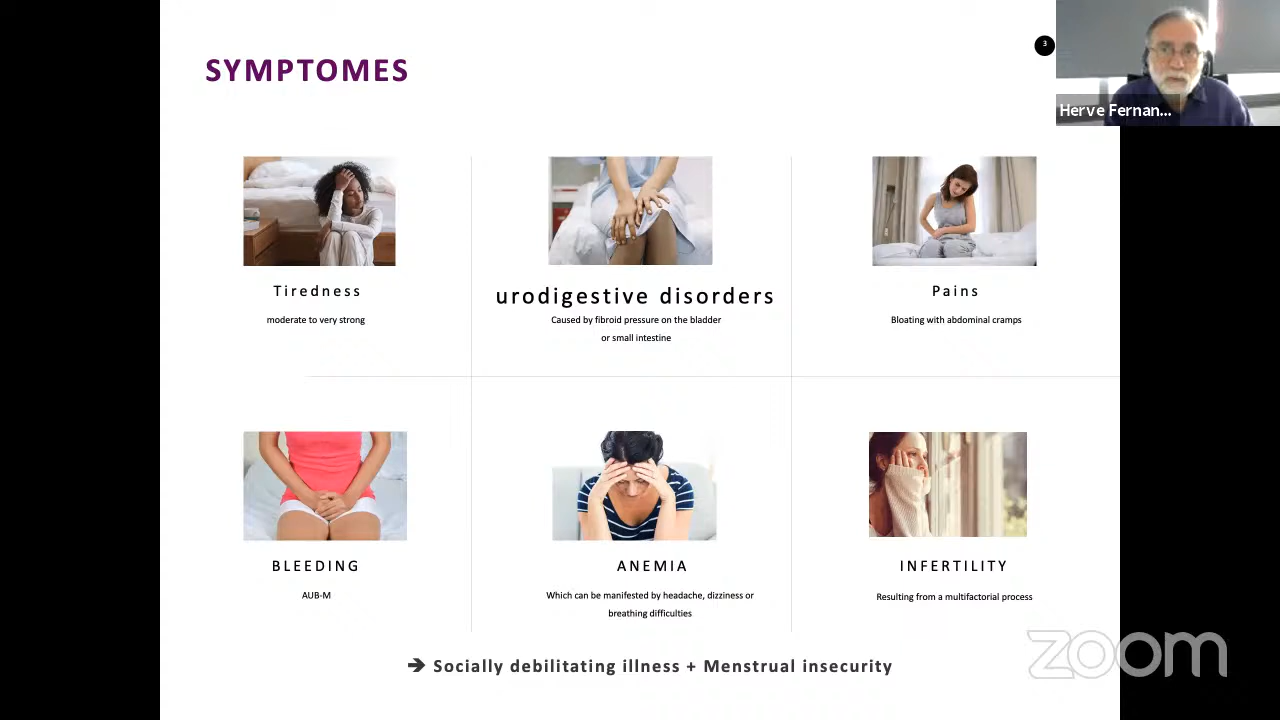 SYMPTOMES
3
Herve Fernan...
Tiredness
moderate to very strong
urodigestive disorders
Caused by fibroid pressure on the bladder
or small intestine
Pains
Bloating with abdominal cramps
BLEEDING
AUB-M
ANEMIA
Which can be manifested by headache, dizziness or
breathing difficulties
INFERTILITY
Resulting from a multifactorial process
➔ Socially debilitating illness + Menstrual insecurity
zoom